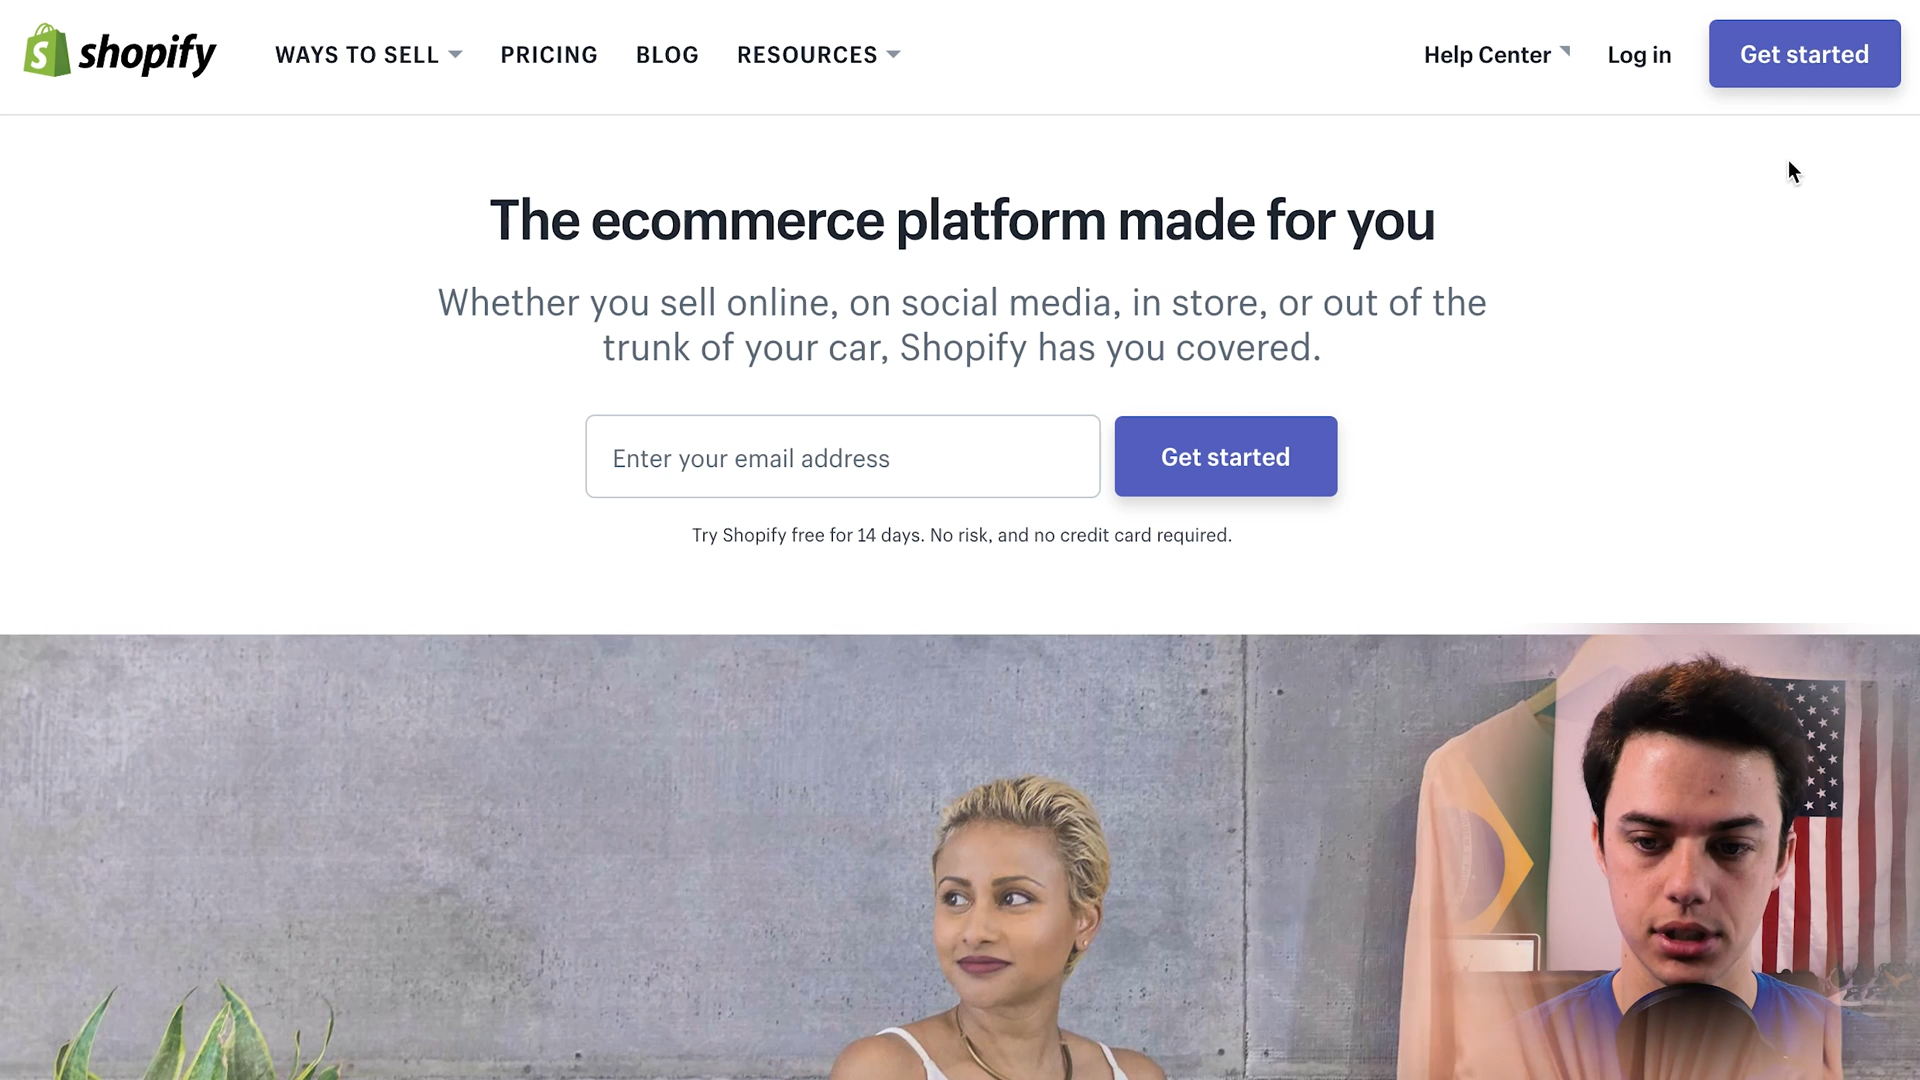 shopify
WAYS TO SELL
PRICING
BLOG
RESOURCES
Help Center
Log in
Get started
The ecommerce platform made for you
Whether you sell online, on social media, in store, or out of the
trunk of your car, Shopify has you covered.
Enter your email address
Get started
Try Shopify free for 14 days. No risk, and no credit card required.